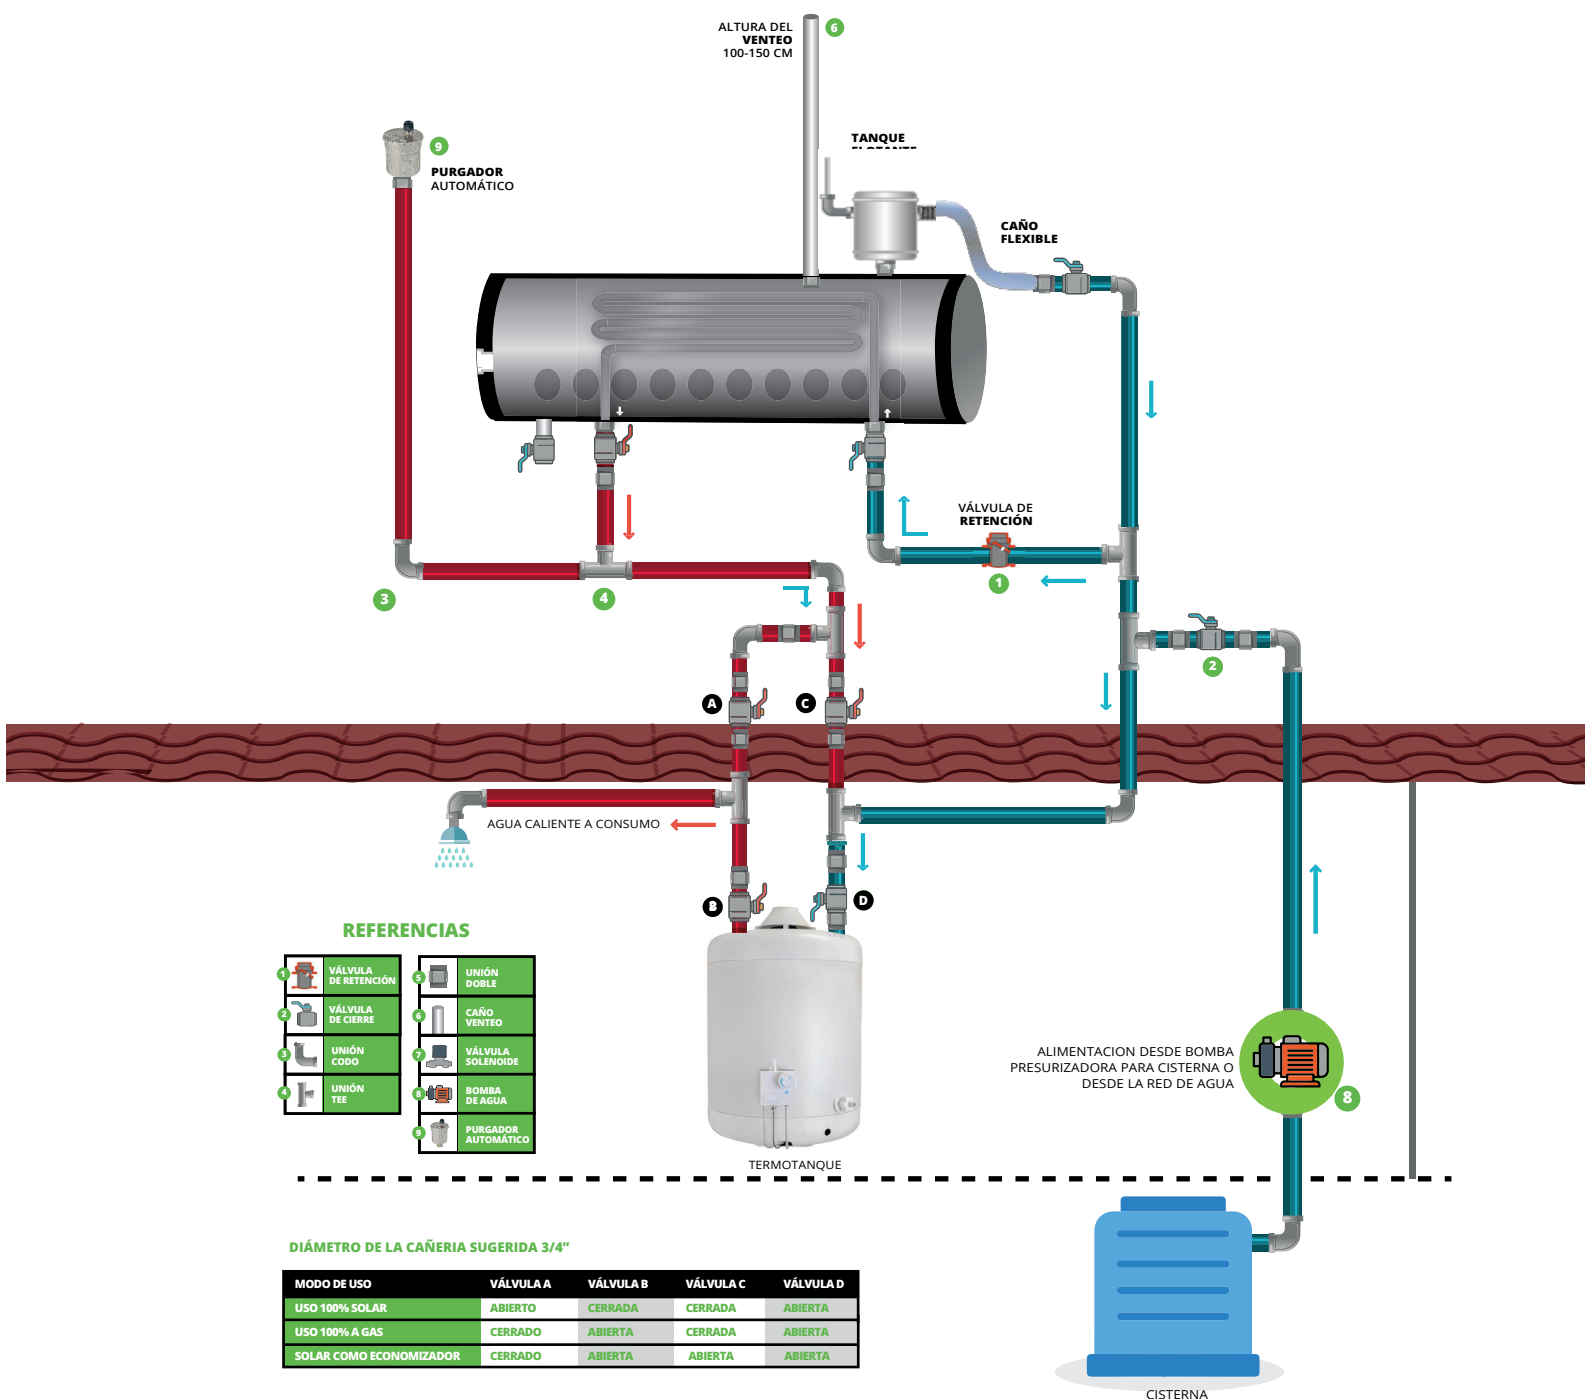 ALTURA DEL
VENTEO
100-150 CM
6
9
PURGADOR
AUTOMÁTICO
TANQUE
CAÑO
FLEXIBLE
VÁLVULA DE
RETENCIÓN
1
3
4
2
A
C
AGUA CALIENTE A CONSUMO
B
D
REFERENCIAS
1 VÁLVULA
DE RETENCIÓN
2 VÁLVULA
DE CIERRE
3 UNIÓN
CODO
4 UNIÓN
TEE
5 UNIÓN
DOBLE
6 CAÑO
VENTEO
7 VÁLVULA
SOLENOIDE
8 BOMBA
DE AGUA
9 PURGADOR
AUTOMÁTICO
ALIMENTACION DESDE BOMBA
PRESURIZADORA PARA CISTERNA O
DESDE LA RED DE AGUA
8
TERMOTANQUE
DIÁMETRO DE LA CAÑERIA SUGERIDA 3/4"
MODO DE USO VÁLVULA A VÁLVULA B VÁLVULA C VÁLVULA D
USO 100% SOLAR ABIERTO CERRADA CERRADA ABIERTA
USO 100% A GAS CERRADO ABIERTA CERRADA ABIERTA
SOLAR COMO ECONOMIZADOR CERRADO ABIERTA ABIERTA ABIERTA
CISTERNA